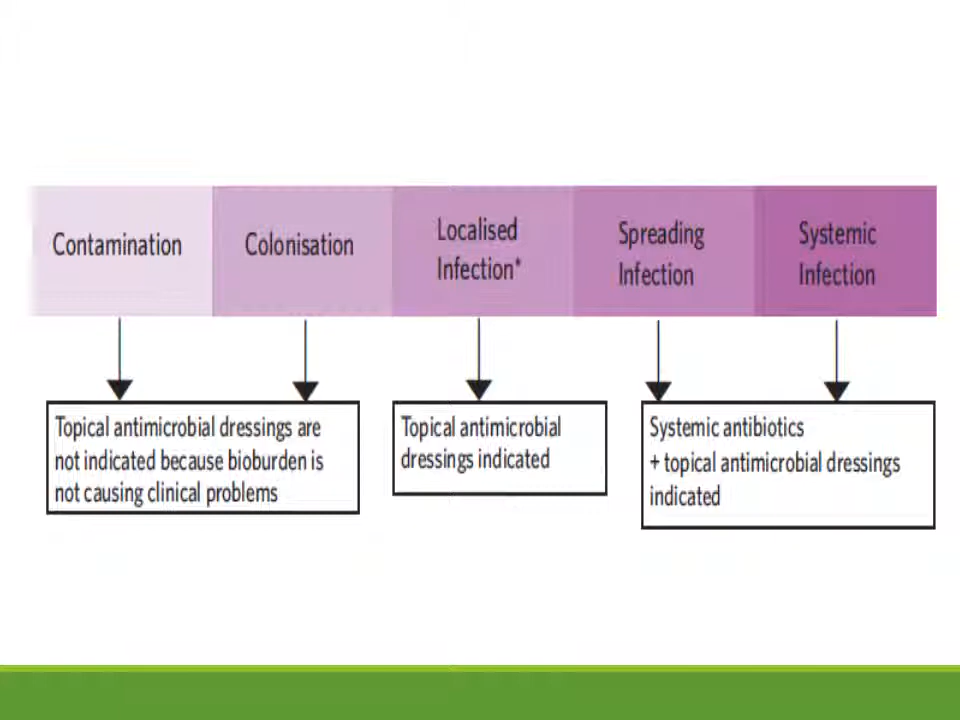 Contamination
Colonisation
Localised
Infection*
Spreading
Infection
Systemic
Infection
Topical antimicrobial dressings are
not indicated because bioburden is
not causing clinical problems
Topical antimicrobial
dressings indicated
Systemic antibiotics
+ topical antimicrobial dressings
indicated